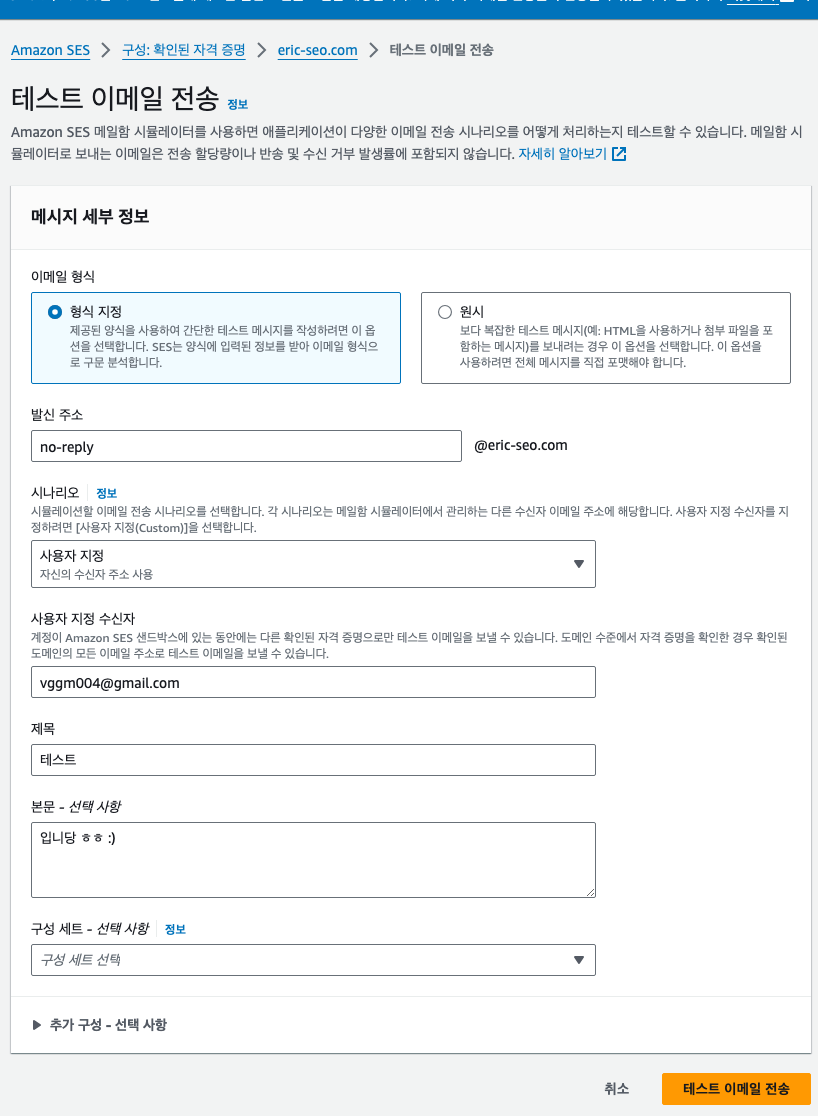 Amazon SES > 구성: 확인된 자격 증명 > eric-seo.com > 테스트 이메일 전송
테스트 이메일 전송 정보
Amazon SES 메일함 시뮬레이터를 사용하면 애플리케이션이 다양한 이메일 전송 시나리오를 어떻게 처리하는지 테스트할 수 있습니다. 메일함 시
뮬레이터로 보내는 이메일은 전송 할당량이나 반송 및 수신 거부 발생률에 포함되지 않습니다. 자세히 알아보기
메시지 세부 정보
이메일 형식
형식 지정
제공된 양식을 사용하여 간단한 테스트 메시지를 작성하려면 이 옵
션을 선택합니다. SES는 양식에 입력된 정보를 받아 이메일 형식으
로 구문 분석합니다.
원시
보다 복잡한 테스트 메시지(예: HTML을 사용하거나 첨부 파일을 포
함하는 메시지)를 보내려는 경우 이 옵션을 선택합니다. 이 옵션을
사용하려면 전체 메시지를 직접 포맷해야 합니다.
발신 주소
no-reply @eric-seo.com
시나리오 정보
시뮬레이션할 이메일 전송 시나리오를 선택합니다. 각 시나리오는 메일함 시뮬레이터에서 관리하는 다른 수신자 이메일 주소에 해당합니다. 사용자 지정 수신자를 지
정하려면 [사용자 지정(Custom)]을 선택합니다.
사용자 지정
자신의 수신자 주소 사용
사용자 지정 수신자
계정이 Amazon SES 샌드박스에 있는 동안에는 다른 확인된 자격 증명으로만 테스트 이메일을 보낼 수 있습니다. 도메인 수준에서 자격 증명을 확인한 경우 확인된
도메인의 모든 이메일 주소로 테스트 이메일을 보낼 수 있습니다.
vggm004@gmail.com
제목
테스트
본문 - 선택 사항
입니당 ㅎㅎ :)
구성 세트 - 선택 사항 정보
구성 세트 선택
추가 구성 - 선택 사항
취소 테스트 이메일 전송